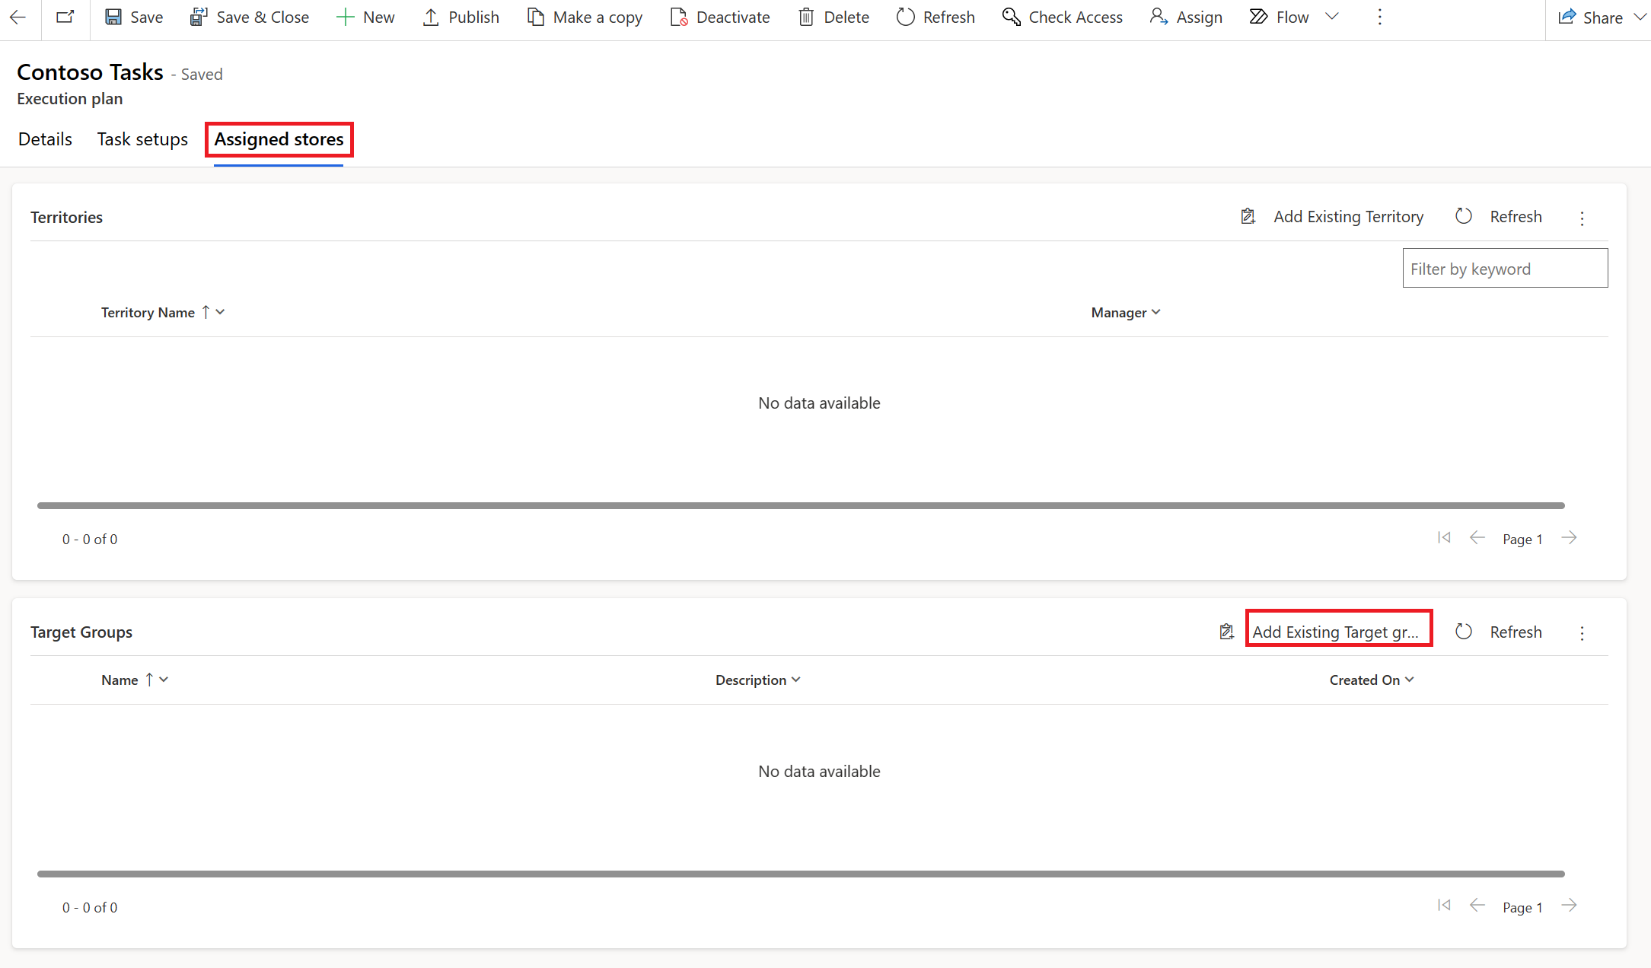 Save Save & Close New Publish Make a copy Deactivate Delete Refresh Check Access Assign Flow Share
Contoso Tasks - Saved
Execution plan
Details Task setups Assigned stores
Territories Add Existing Territory Refresh
Filter by keyword
Territory Name Manager
No data available
0 - 0 of 0 Page 1
Target Groups Add Existing Target gr... Refresh
Name Description Created On
No data available
0 - 0 of 0 Page 1